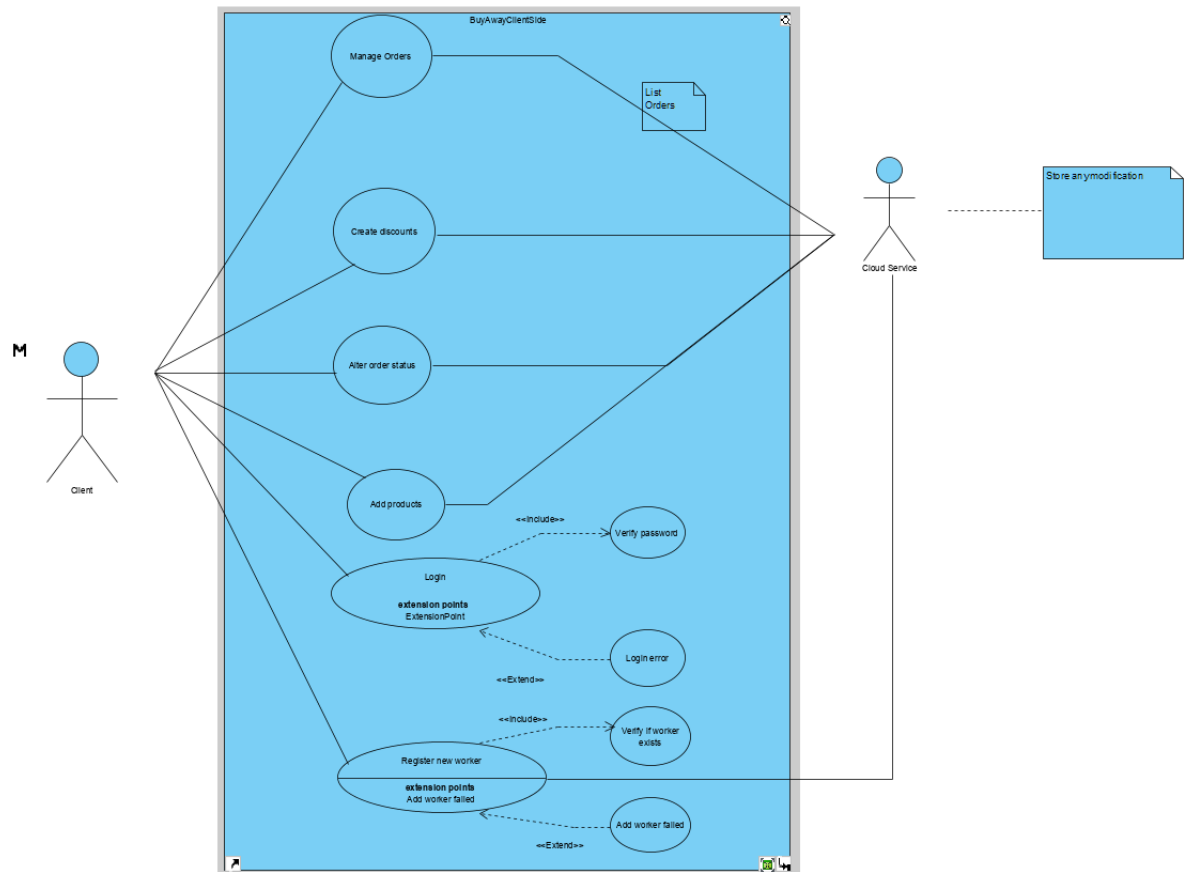 BuyAwayClientSide
Manage Orders
List
Orders
Store anymodification
Create discounts
Cloud Service
M
Alter order status
Client
Add products
<<Include>>
Verify password
Login
extension points
ExtensionPoint
Login error
<<Extend>>
<<Include>>
Verify if worker
exists
Register new worker
extension points
Add worker failed
Add worker failed
<<Extend>>